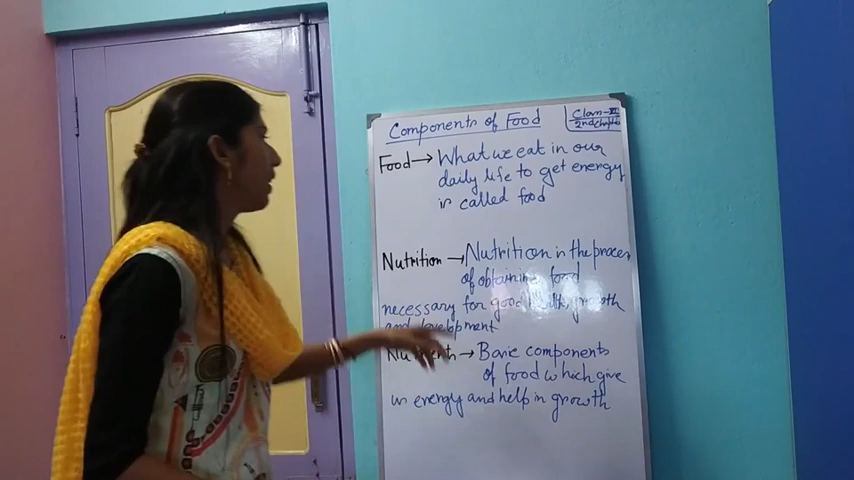 Components of Food
Class - VI
2nd Chapter
Food → What we eat in our
daily life to get energy
is called food
Nutrition → Nutrition is the process
of obtaining food
necessary for good health, growth
and development
Nutrients → Basic components
of food which give
us energy and help in growth